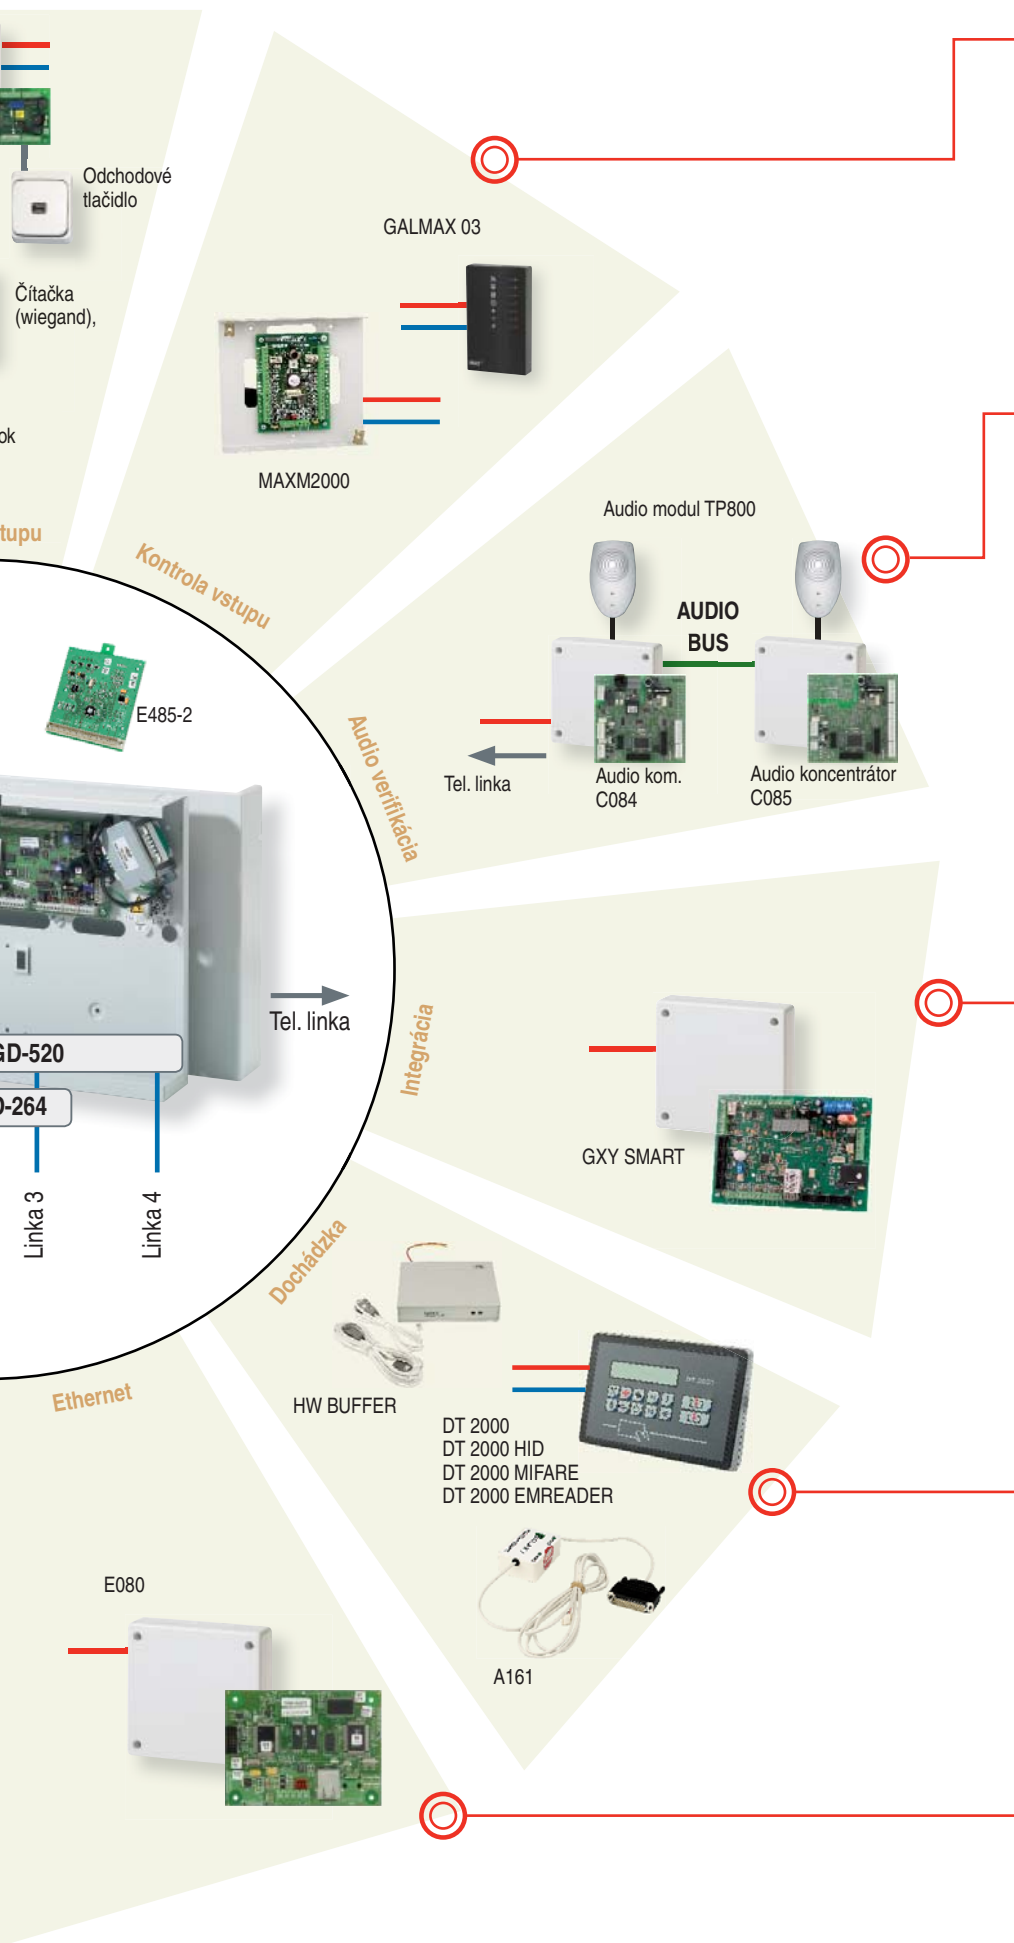 Odchodové
tlačidlo
GALMAX 03
Čítačka
(wiegand),
ok
MAXM2000
tupu
Kontrola vstupu
Audio modul TP800
AUDIO
BUS
E485-2
Audio verifikácia
Tel. linka
Audio kom.
C084
Audio koncentrátor
C085
Tel. linka
Integrácia
GD-520
D-264
GXY SMART
Linka 3
Linka 4
Dochádzka
HW BUFFER
Ethernet
DT 2000
DT 2000 HID
DT 2000 MIFARE
DT 2000 EMREADER
E080
A161